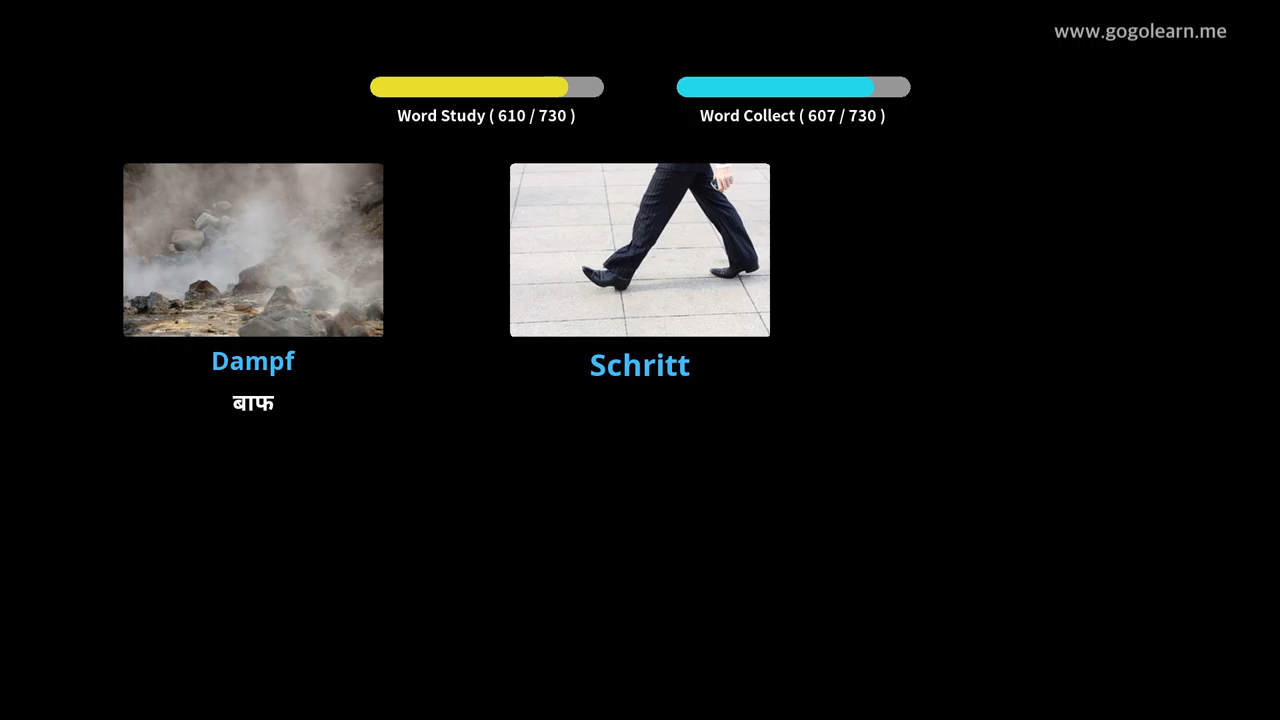 www.gogolearn.me
Word Study ( 610 / 730 )
Word Collect ( 607 / 730 )
Dampf
बाफ
Schritt